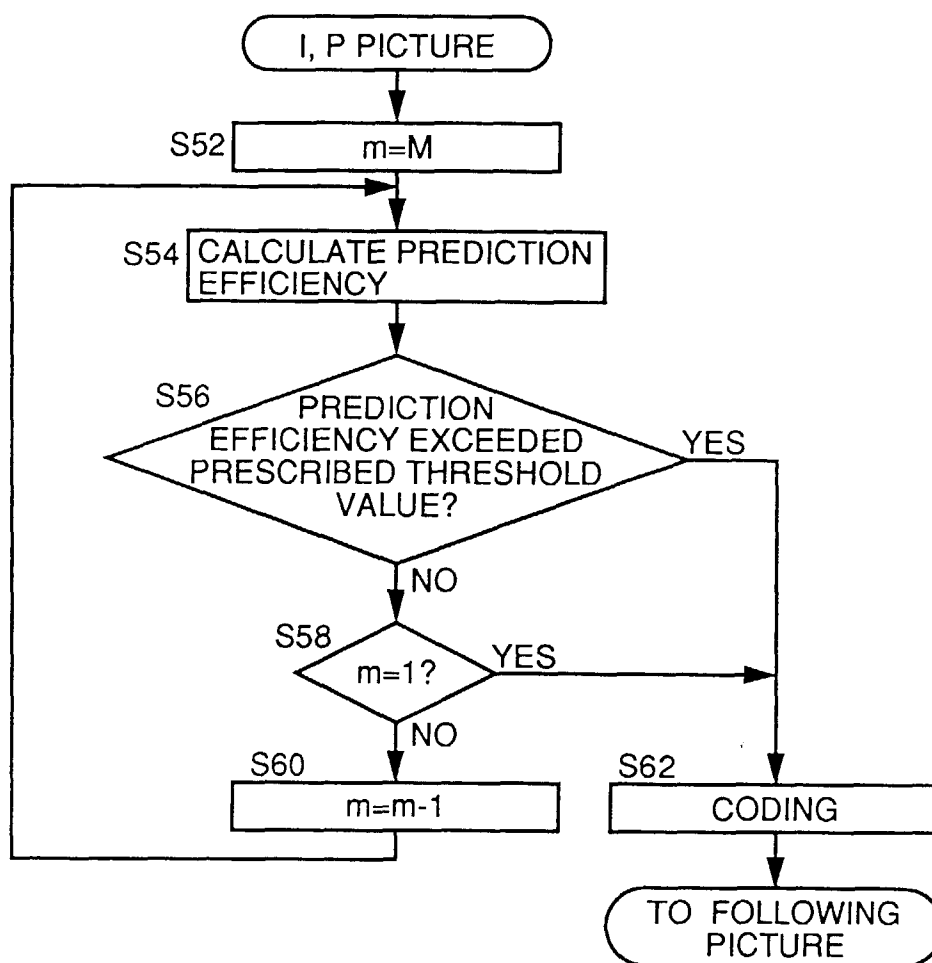 I, P PICTURE
S52
m=M
S54
CALCULATE PREDICTION
EFFICIENCY
S56
PREDICTION
EFFICIENCY EXCEEDED
PRESCRIBED THRESHOLD
VALUE?
YES
NO
S58
m=1?
YES
NO
S60
m=m-1
S62
CODING
TO FOLLOWING
PICTURE